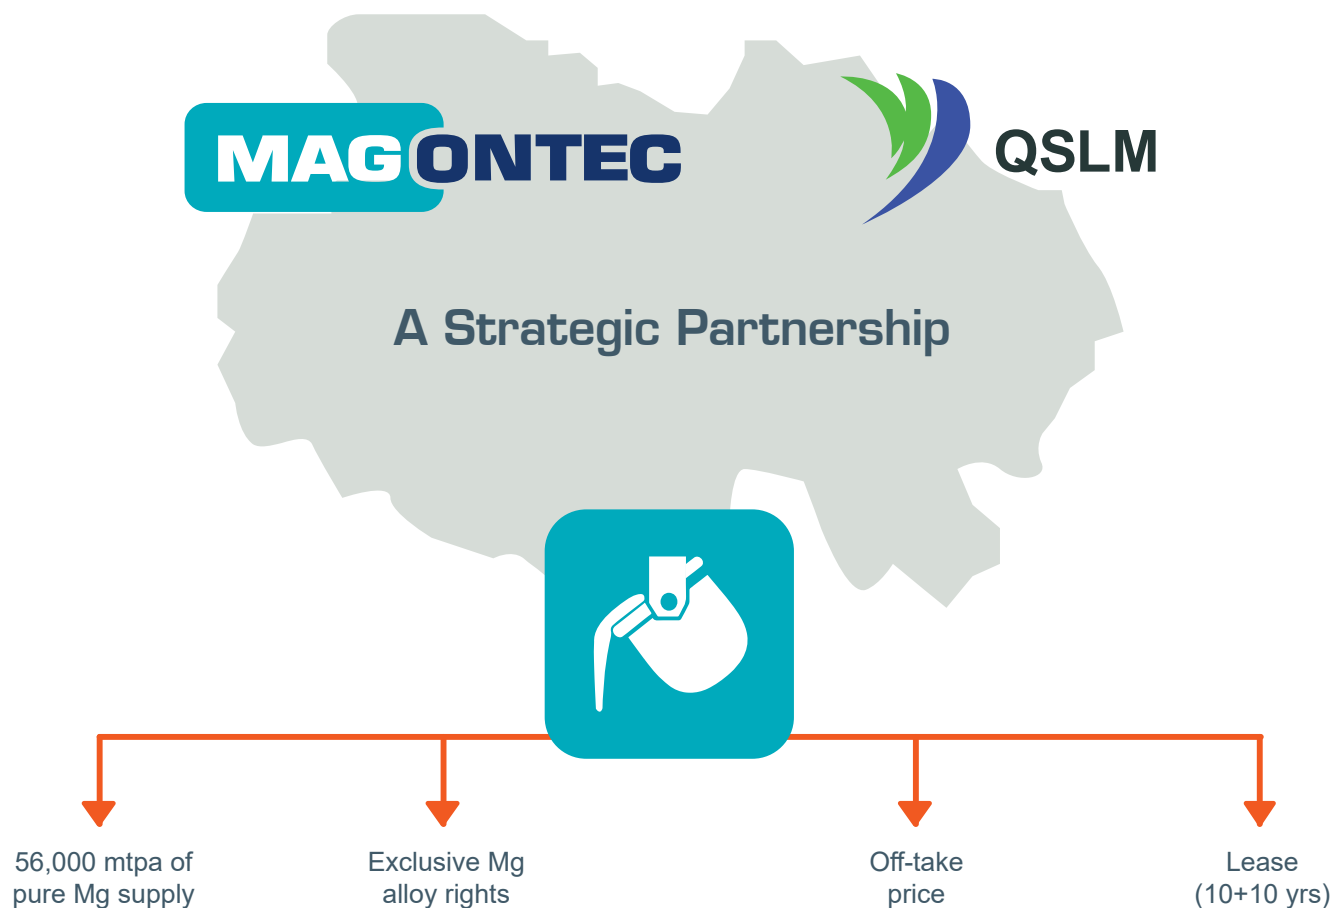 MAGONTEC
QSLM
A Strategic Partnership
56,000 mtpa of
pure Mg supply
Exclusive Mg
alloy rights
Off-take
price
Lease
(10+10 yrs)